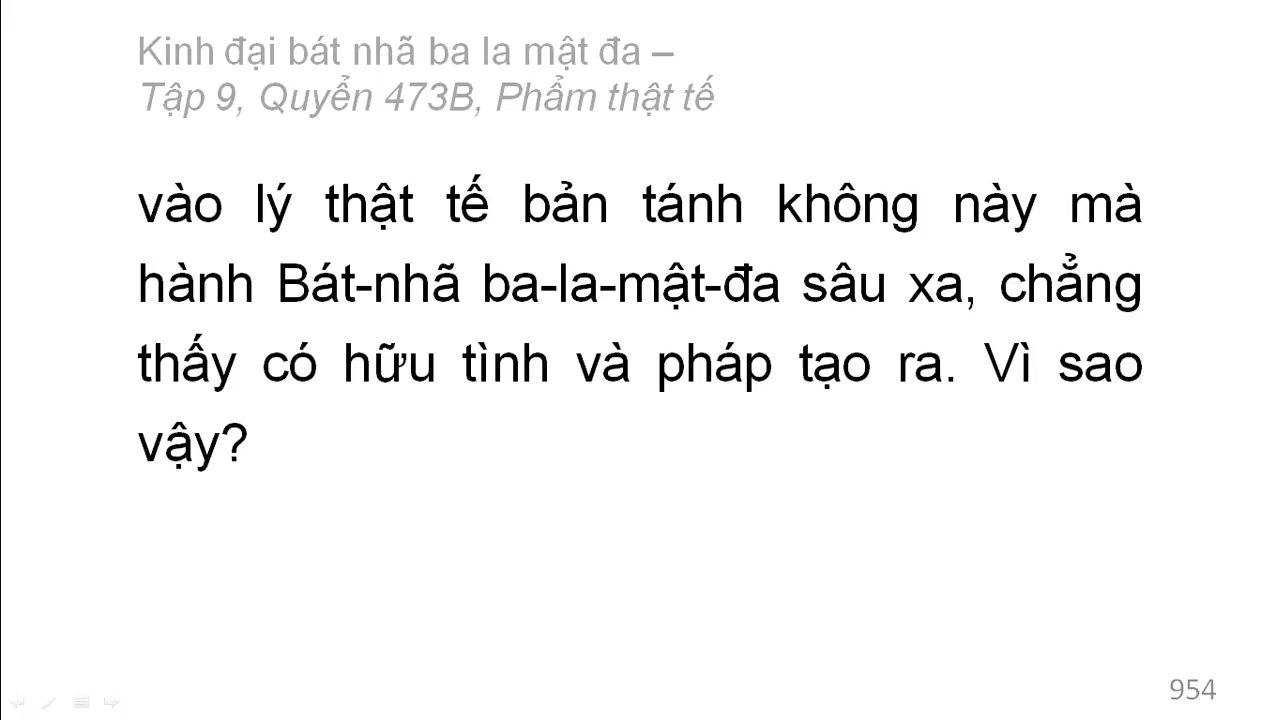 Kinh đại bát nhã ba la mật đa –
Tập 9, Quyển 473B, Phẩm thật tế
vào lý thật tế bản tánh không này mà
hành Bát-nhã ba-la-mật-đa sâu xa, chẳng
thấy có hữu tình và pháp tạo ra. Vì sao
vậy?
954